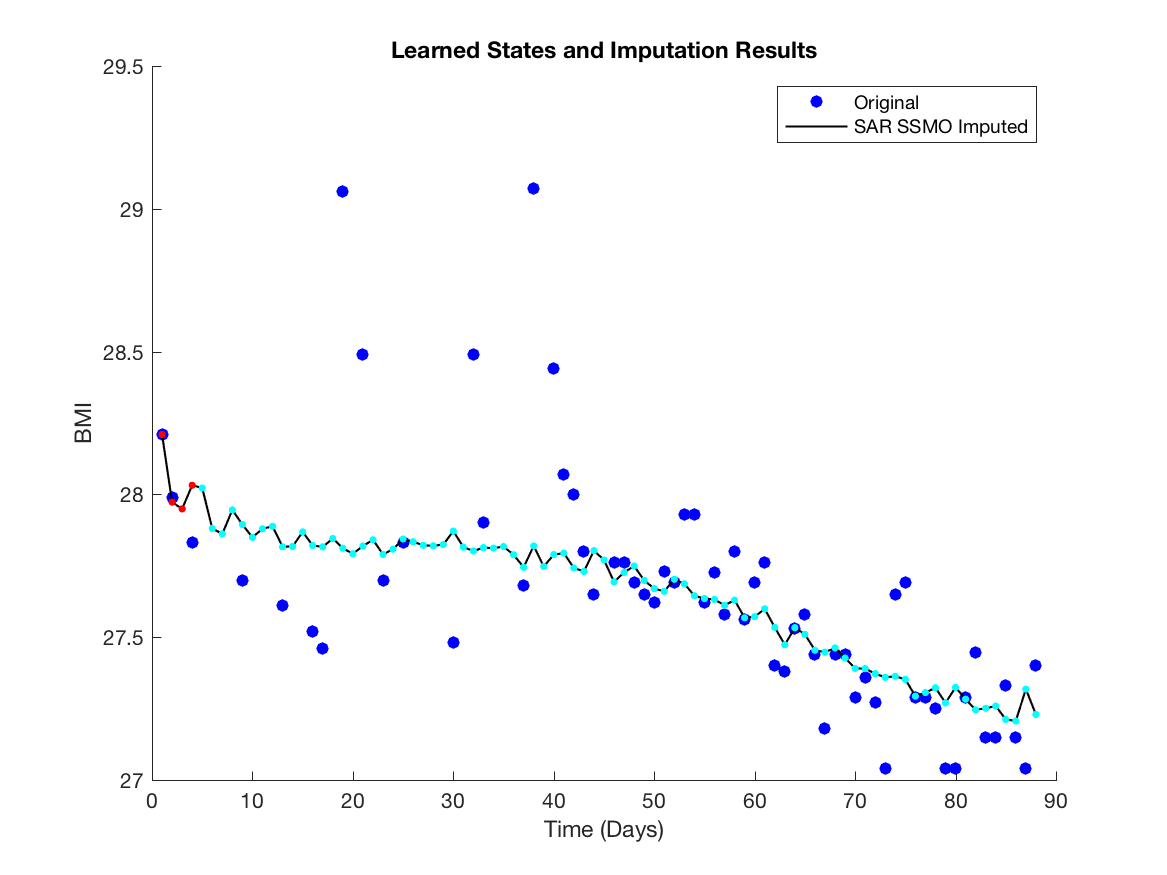 Learned States and Imputation Results
29.5
29
28.5
28
27.5
27
BMI
Original
SAR SSMO Imputed
0 10 20 30 40 50 60 70 80 90
Time (Days)